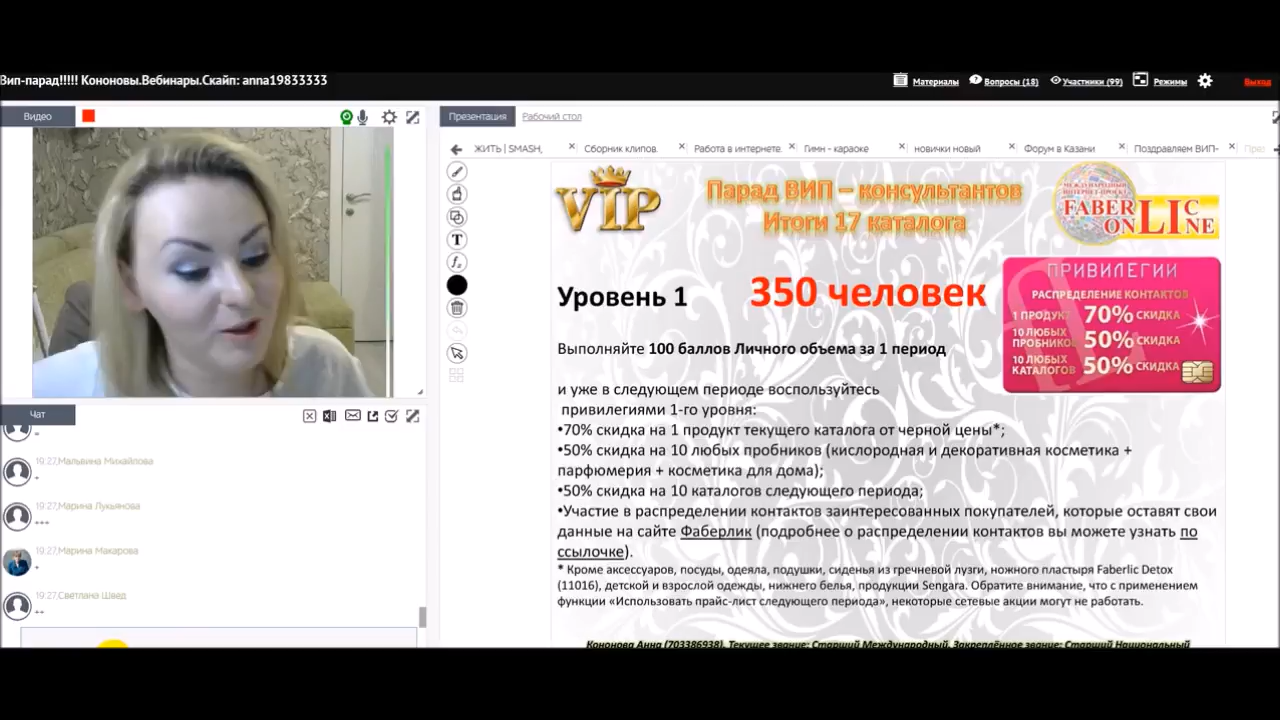 Вип-парад!!!!! Кононовы.Вебинары.Скайп: anna19833333
Материалы Вопросы (18) Участники (99) Режимы Выход
Видео
Презентация Рабочий стол
ЖИТЬ | SMASH, Сборник клипов. Работа в интернете. Гимн - караоке новички новый Форум в Казани Поздравляем ВИП-
VIP
Парад ВИП – консультантов
Итоги 17 каталога
МЕЖДУНАРОДНЫЙ
ИНТЕРНЕТ-ПРОЕКТ
FABERLIC
ONLINE
Уровень 1
350 человек
ПРИВИЛЕГИИ
РАСПРЕДЕЛЕНИЕ КОНТАКТОВ
1 ПРОДУКТ 70% СКИДКА
10 ЛЮБЫХ ПРОБНИКОВ 50% СКИДКА
10 ЛЮБЫХ КАТАЛОГОВ 50% СКИДКА
Выполняйте 100 баллов Личного объема за 1 период
и уже в следующем периоде воспользуйтесь
привилегиями 1-го уровня:
•70% скидка на 1 продукт текущего каталога от черной цены*;
•50% скидка на 10 любых пробников (кислородная и декоративная косметика +
парфюмерия + косметика для дома);
•50% скидка на 10 каталогов следующего периода;
•Участие в распределении контактов заинтересованных покупателей, которые оставят свои
данные на сайте Фаберлик (подробнее о распределении контактов вы можете узнать по
ссылочке).
* Кроме аксессуаров, посуды, одеяла, подушки, сиденья из гречневой лузги, ножного пластыря Faberlic Detox
(11016), детской и взрослой одежды, нижнего белья, продукции Sengara. Обратите внимание, что с применением
функции «Использовать прайс-лист следующего периода», некоторые сетевые акции могут не работать.
Кононова Анна (703386938). Текущее звание: Старший Международный. Закреплённое звание: Старший Национальный
Чат
19:27 Мальвина Михайлова
19:27 Марина Лукьянова
+++
19:27 Марина Макарова
+
19:27 Светлана Швед
++